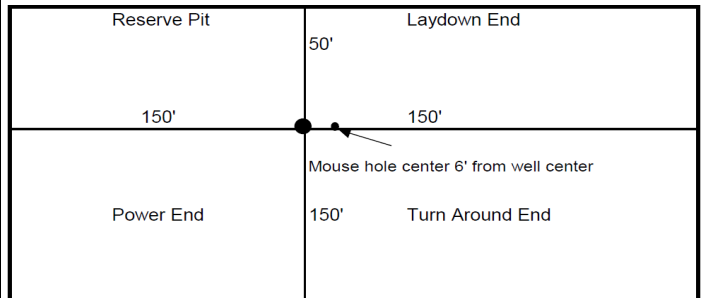 Reserve Pit
Laydown End
50'
150'
150'
Mouse hole center 6' from well center
Power End
150'
Turn Around End